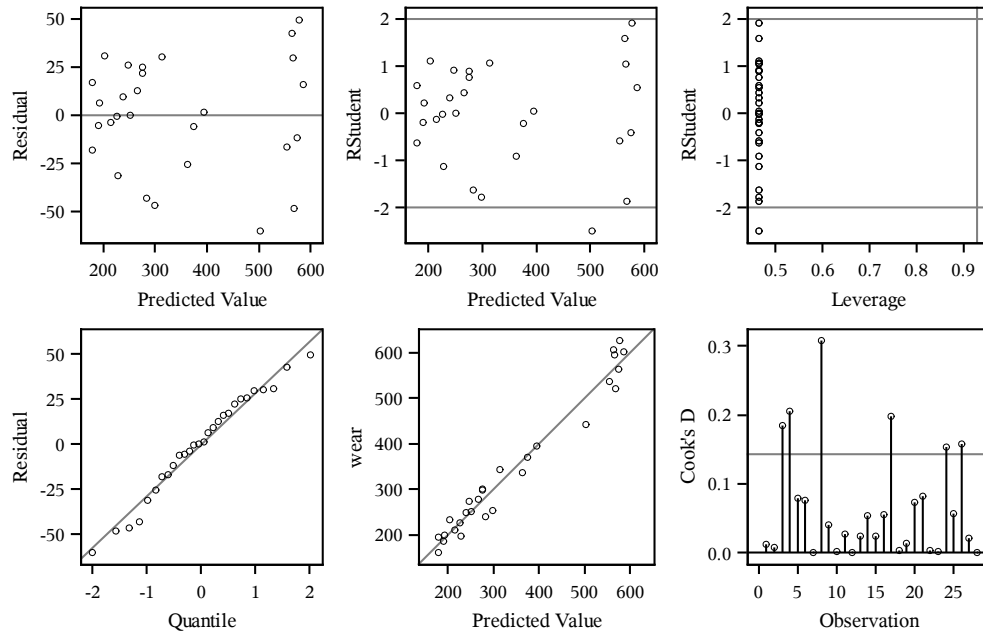 50
25
0
-25
-50
Residual
200 300 400 500 600
Predicted Value
2
1
0
-1
-2
RStudent
200 300 400 500 600
Predicted Value
2
1
0
-1
-2
RStudent
0.5 0.6 0.7 0.8 0.9
Leverage
50
25
0
-25
-50
Residual
-2 -1 0 1 2
Quantile
600
500
400
300
200
wear
200 300 400 500 600
Predicted Value
0.3
0.2
0.1
0.0
Cook's D
0 5 10 15 20 25
Observation